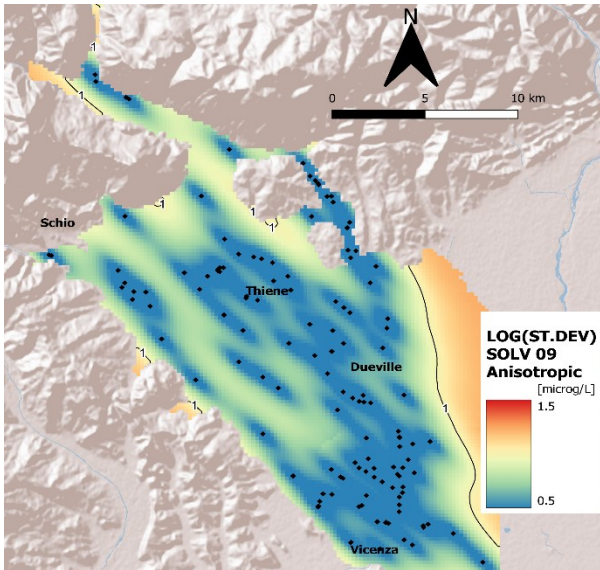 N
0 5 10 km
1
1
1
1
Schio
Thiene
LOG(ST.DEV)
SOLV 09
Anisotropic
[microg/L]
1.5
0.5
Dueville
1
1
1
Vicenza